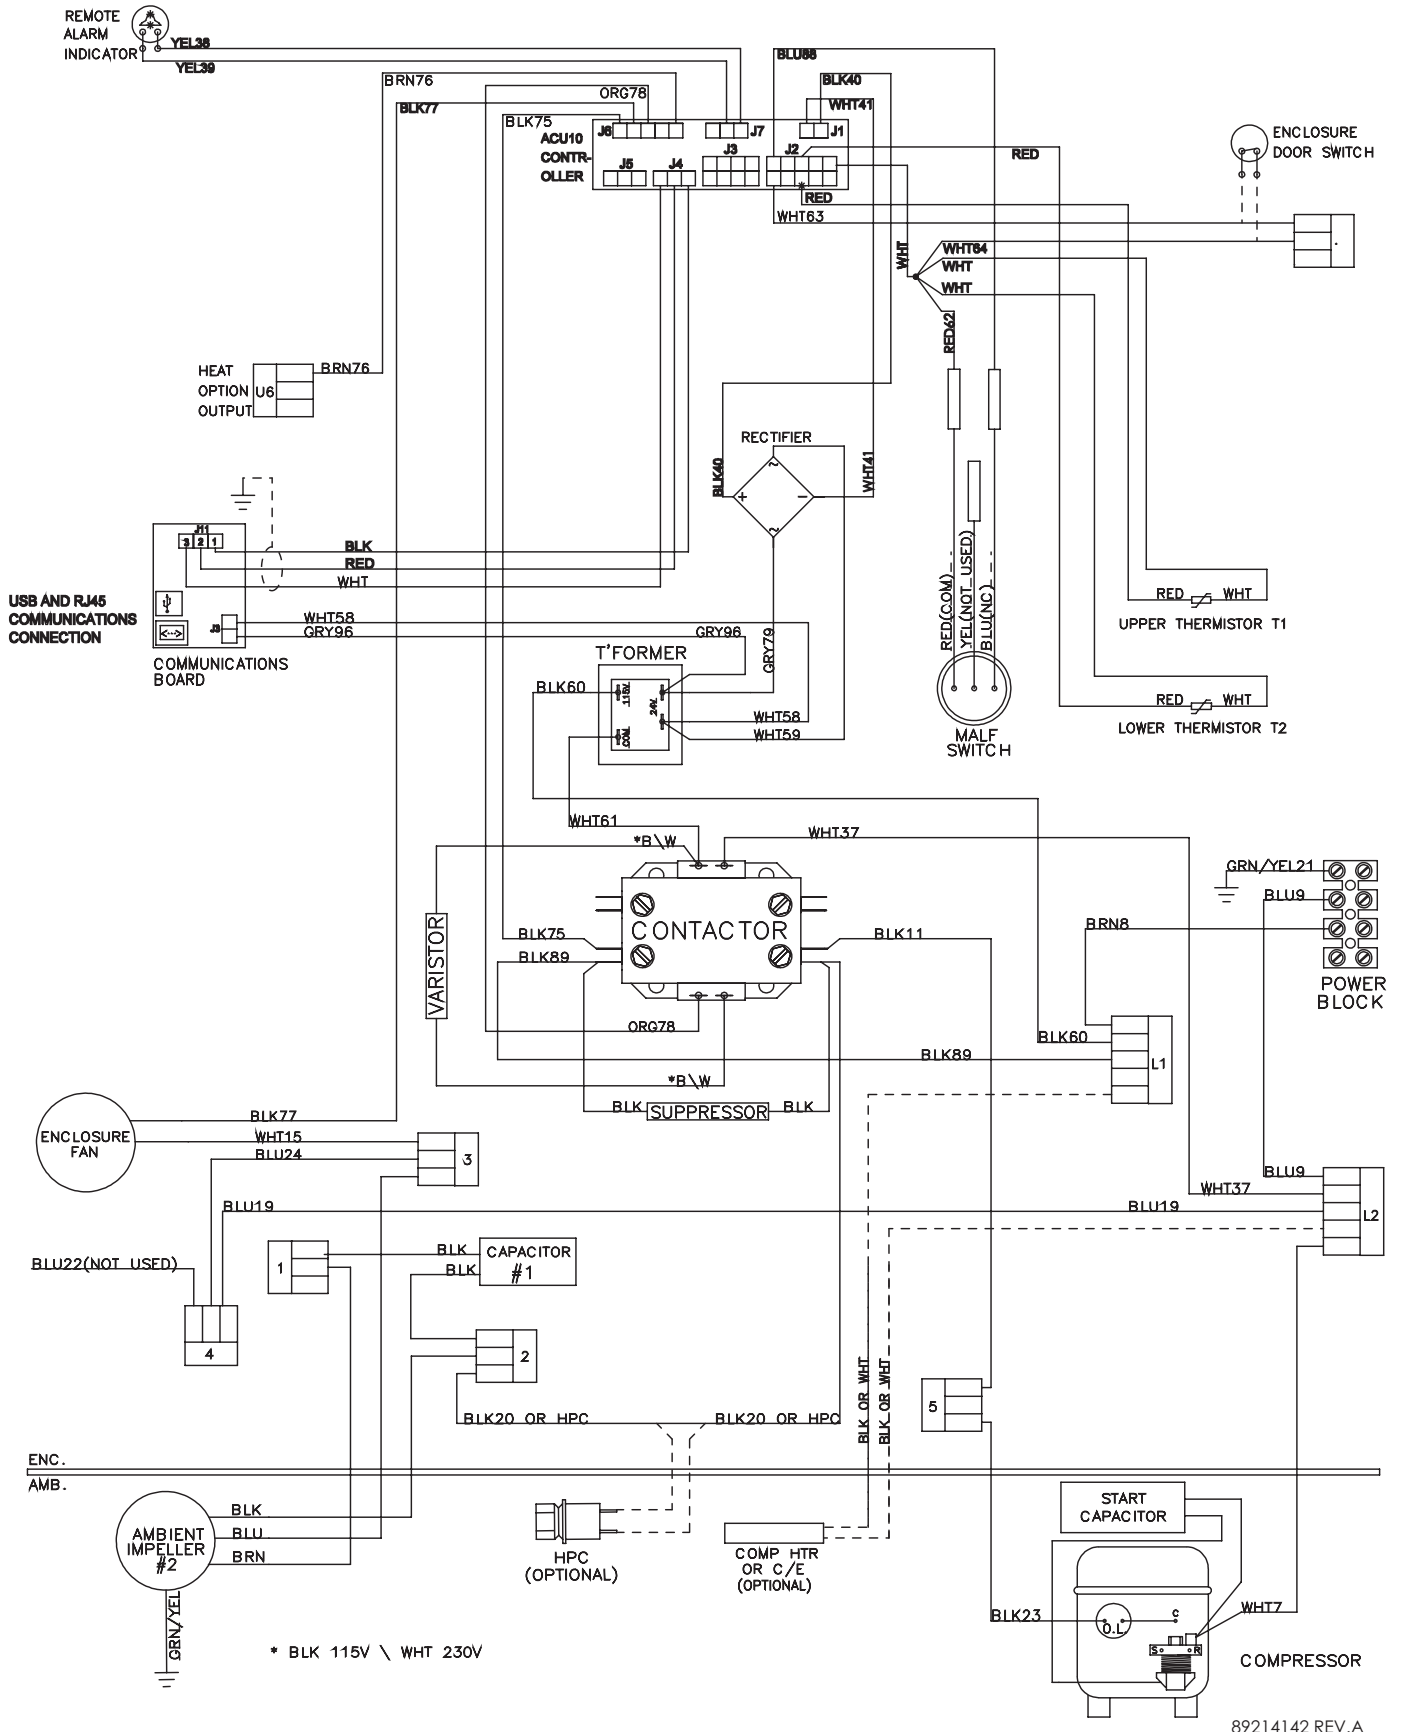 REMOTE
ALARM
INDICATOR
YEL38
YEL39
BRN76
BLK77
ORG78
BLK75
BLU88
BLK40
WHT41
ACU10
CONTR-
OLLER
J6
J7
J1
J5
J4
J3
J2
RED
RED
WHT63
ENCLOSURE
DOOR SWITCH
WHT
WHT64
WHT
WHT
RED62
HEAT
OPTION
OUTPUT
U6
BRN76
RECTIFIER
BLK40
WHT41
+
~
-
~
J11
3 2 1
BLK
RED
WHT
USB AND RJ45
COMMUNICATIONS
CONNECTION
<···>
J3
WHT58
GRY96
COMMUNICATIONS
BOARD
GRY96
GRY79
T'FORMER
BLK60
115V.
24V.
COM.
WHT58
WHT59
RED(COM)
YEL(NOT USED)
BLU(NC)
MALF
SWITCH
RED WHT
UPPER THERMISTOR T1
RED WHT
LOWER THERMISTOR T2
WHT61
*B\W
WHT37
VARISTOR
CONTACTOR
BLK75
BLK89
BLK11
ORG78
BLK89
*B\W
BLK SUPPRESSOR BLK
GRN/YEL21
BLU9
BRN8
POWER
BLOCK
BLK60
L1
ENCLOSURE
FAN
BLK77
WHT15
BLU24
3
BLU19
BLU19
BLU9
WHT37
L2
BLU22(NOT USED)
4
1
BLK
BLK
CAPACITOR
#1
2
BLK20 OR HPC
BLK20 OR HPC
BLK OR WHT
BLK OR WHT
5
ENC.
AMB.
AMBIENT
IMPELLER
#2
BLK
BLU
BRN
GRN/YEL
HPC
(OPTIONAL)
COMP HTR
OR C/E
(OPTIONAL)
START
CAPACITOR
BLK23
O.L.
C
S
R
WHT7
COMPRESSOR
* BLK 115V \ WHT 230V
89214142 REV.A